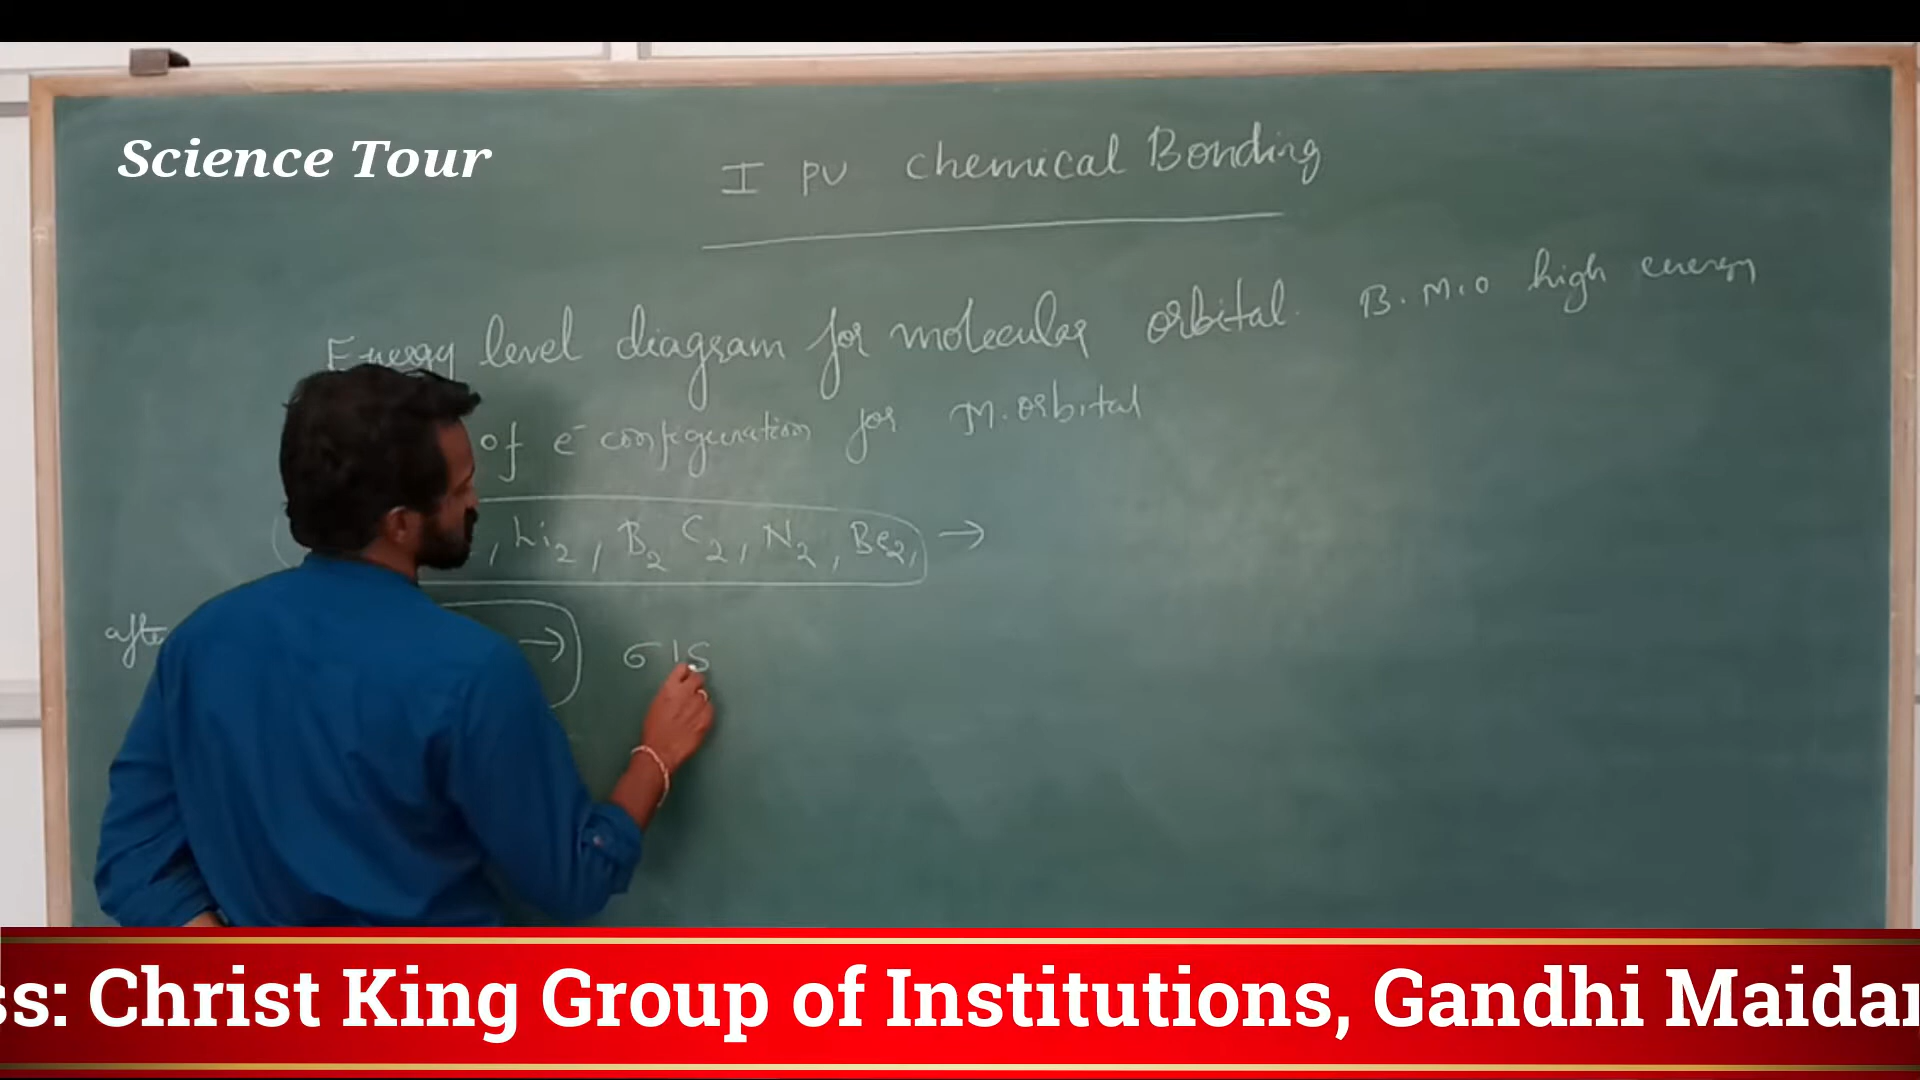 Science Tour
I PU Chemical Bonding
Energy level diagram for molecular orbital. B.M.O high energy
of e⁻ configuration for M. orbital
, Li₂, B₂ C₂, N₂, Be₂, →
afte → σ1s
ss: Christ King Group of Institutions, Gandhi Maidan